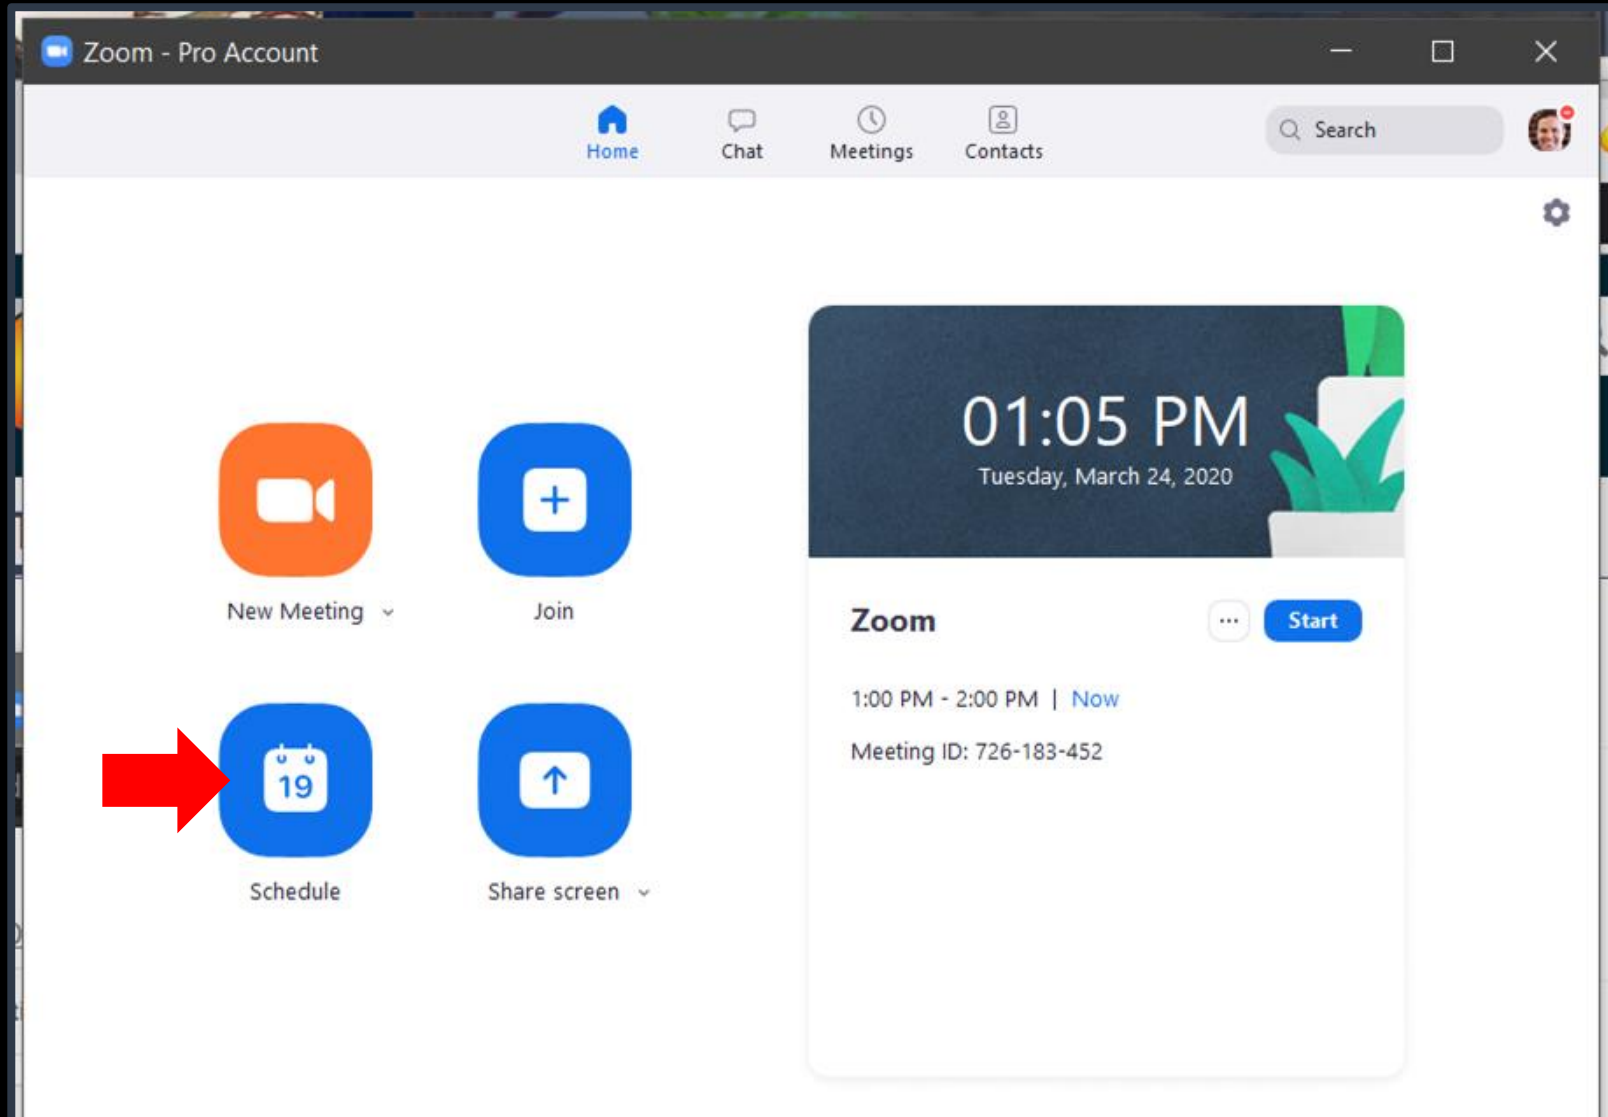 Zoom - Pro Account
Home
Chat
Meetings
Contacts
Search
01:05 PM
Tuesday, March 24, 2020
New Meeting
Join
Zoom
...
Start
1:00 PM - 2:00 PM | Now
Meeting ID: 726-183-452
19
Schedule
Share screen